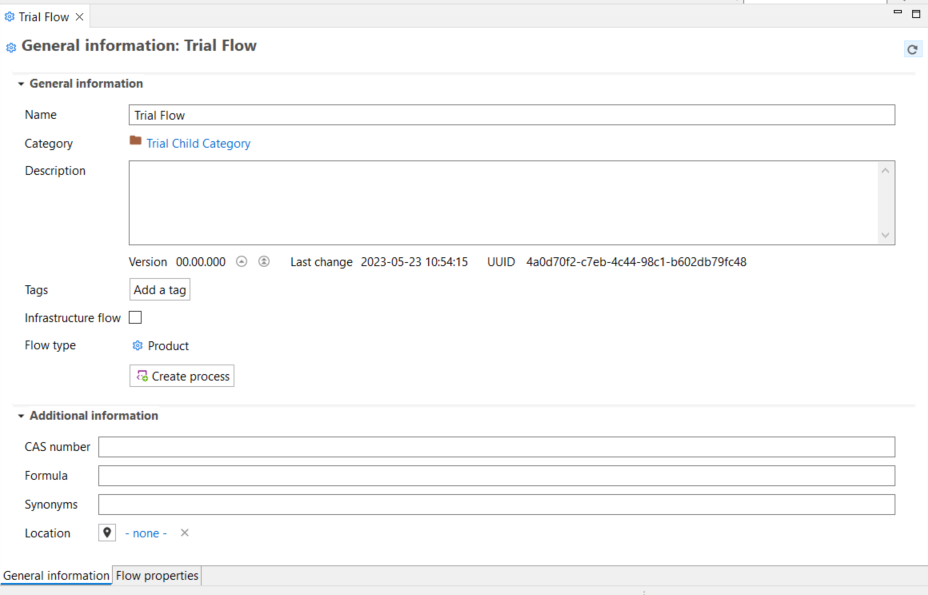 Trial Flow
General information: Trial Flow
General information
Name Trial Flow
Category Trial Child Category
Description
Version 00.00.000 Last change 2023-05-23 10:54:15 UUID 4a0d70f2-c7eb-4c44-98c1-b602db79fc48
Tags Add a tag
Infrastructure flow
Flow type Product
Create process
Additional information
CAS number
Formula
Synonyms
Location - none -
General information Flow properties